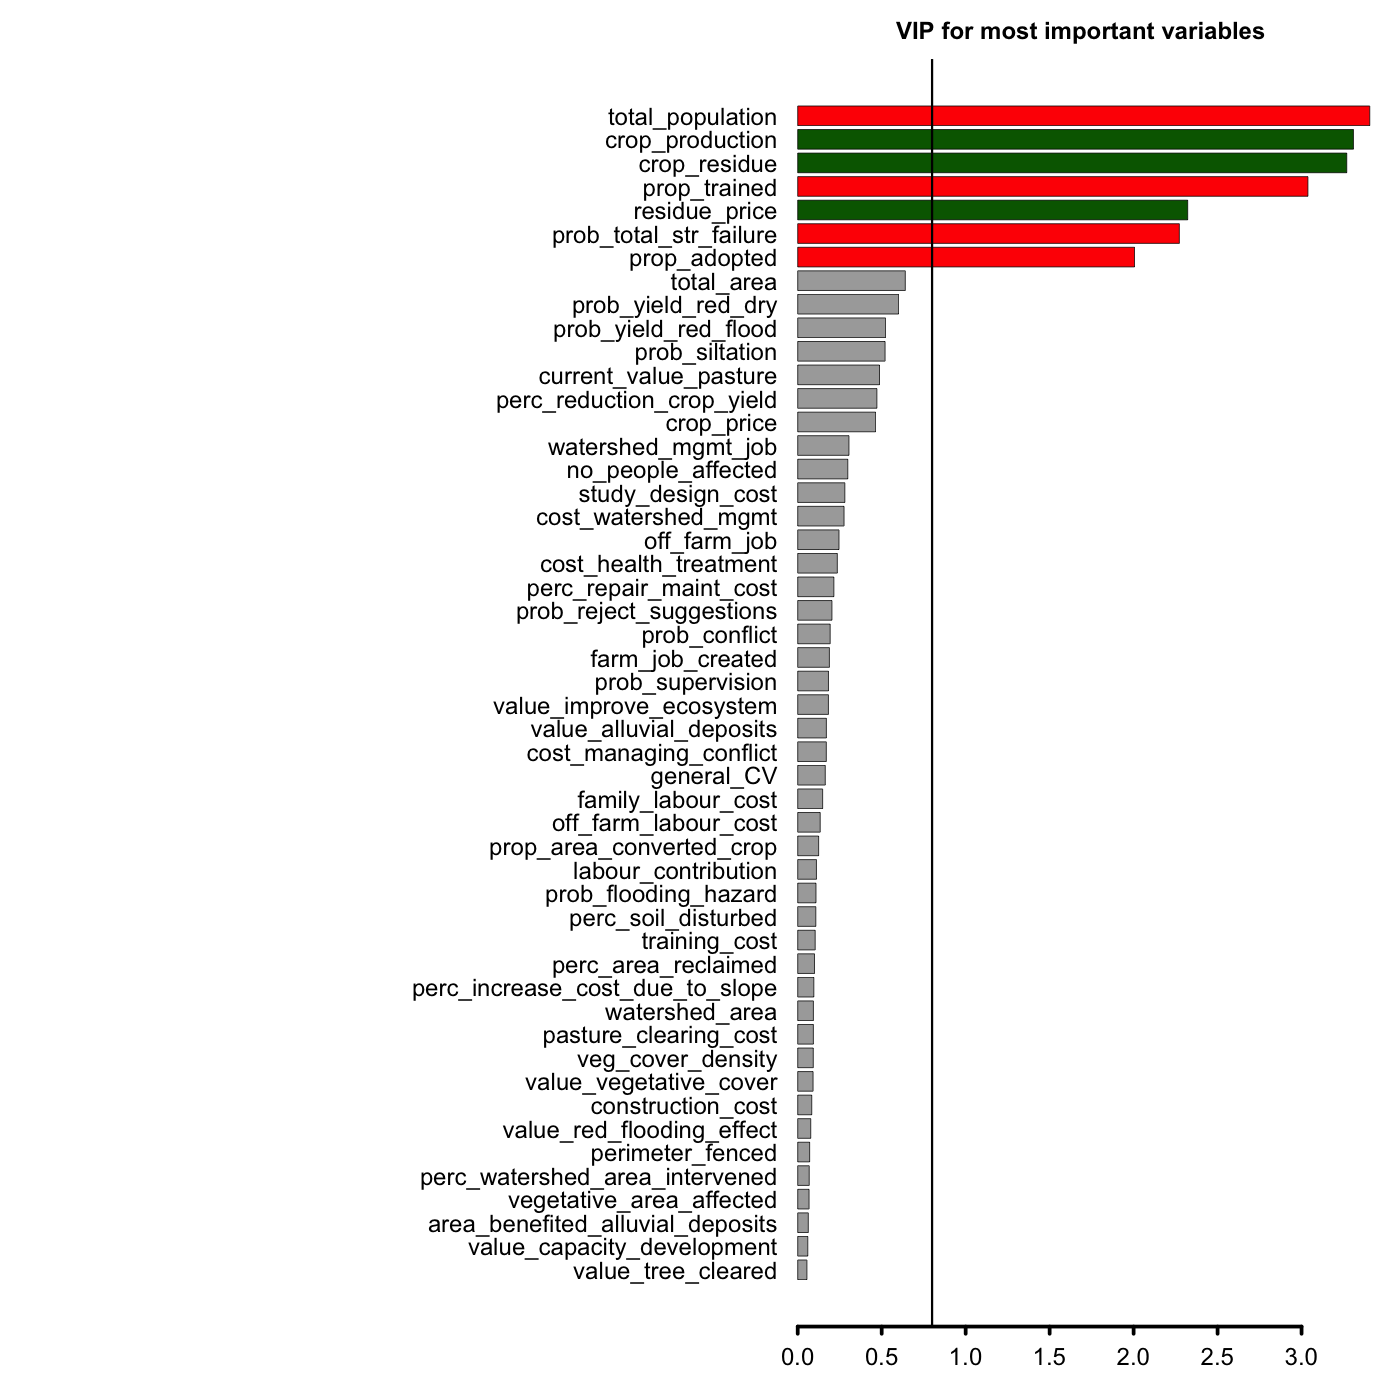 VIP for most important variables
total_population
crop_production
crop_residue
prop_trained
residue_price
prob_total_str_failure
prop_adopted
total_area
prob_yield_red_dry
prob_yield_red_flood
prob_siltation
current_value_pasture
perc_reduction_crop_yield
crop_price
watershed_mgmt_job
no_people_affected
study_design_cost
cost_watershed_mgmt
off_farm_job
cost_health_treatment
perc_repair_maint_cost
prob_reject_suggestions
prob_conflict
farm_job_created
prob_supervision
value_improve_ecosystem
value_alluvial_deposits
cost_managing_conflict
general_CV
family_labour_cost
off_farm_labour_cost
prop_area_converted_crop
labour_contribution
prob_flooding_hazard
perc_soil_disturbed
training_cost
perc_area_reclaimed
perc_increase_cost_due_to_slope
watershed_area
pasture_clearing_cost
veg_cover_density
value_vegetative_cover
construction_cost
value_red_flooding_effect
perimeter_fenced
perc_watershed_area_intervened
vegetative_area_affected
area_benefited_alluvial_deposits
value_capacity_development
value_tree_cleared
0.0 0.5 1.0 1.5 2.0 2.5 3.0